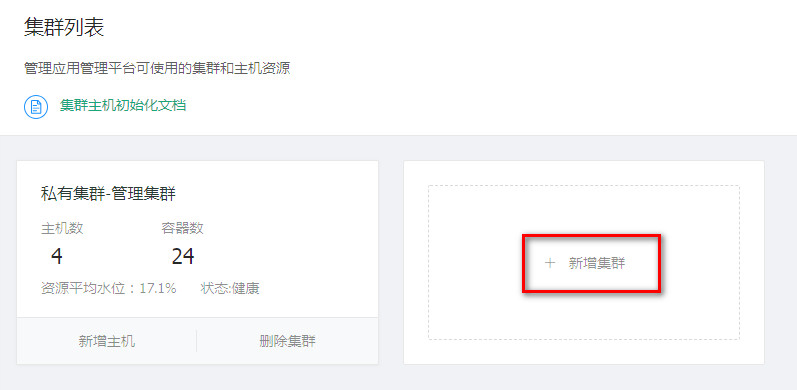 集群列表
管理应用管理平台可使用的集群和主机资源
集群主机初始化文档
私有集群-管理集群
主机数 容器数
4 24
资源平均水位：17.1% 状态:健康
新增主机 删除集群
+ 新增集群